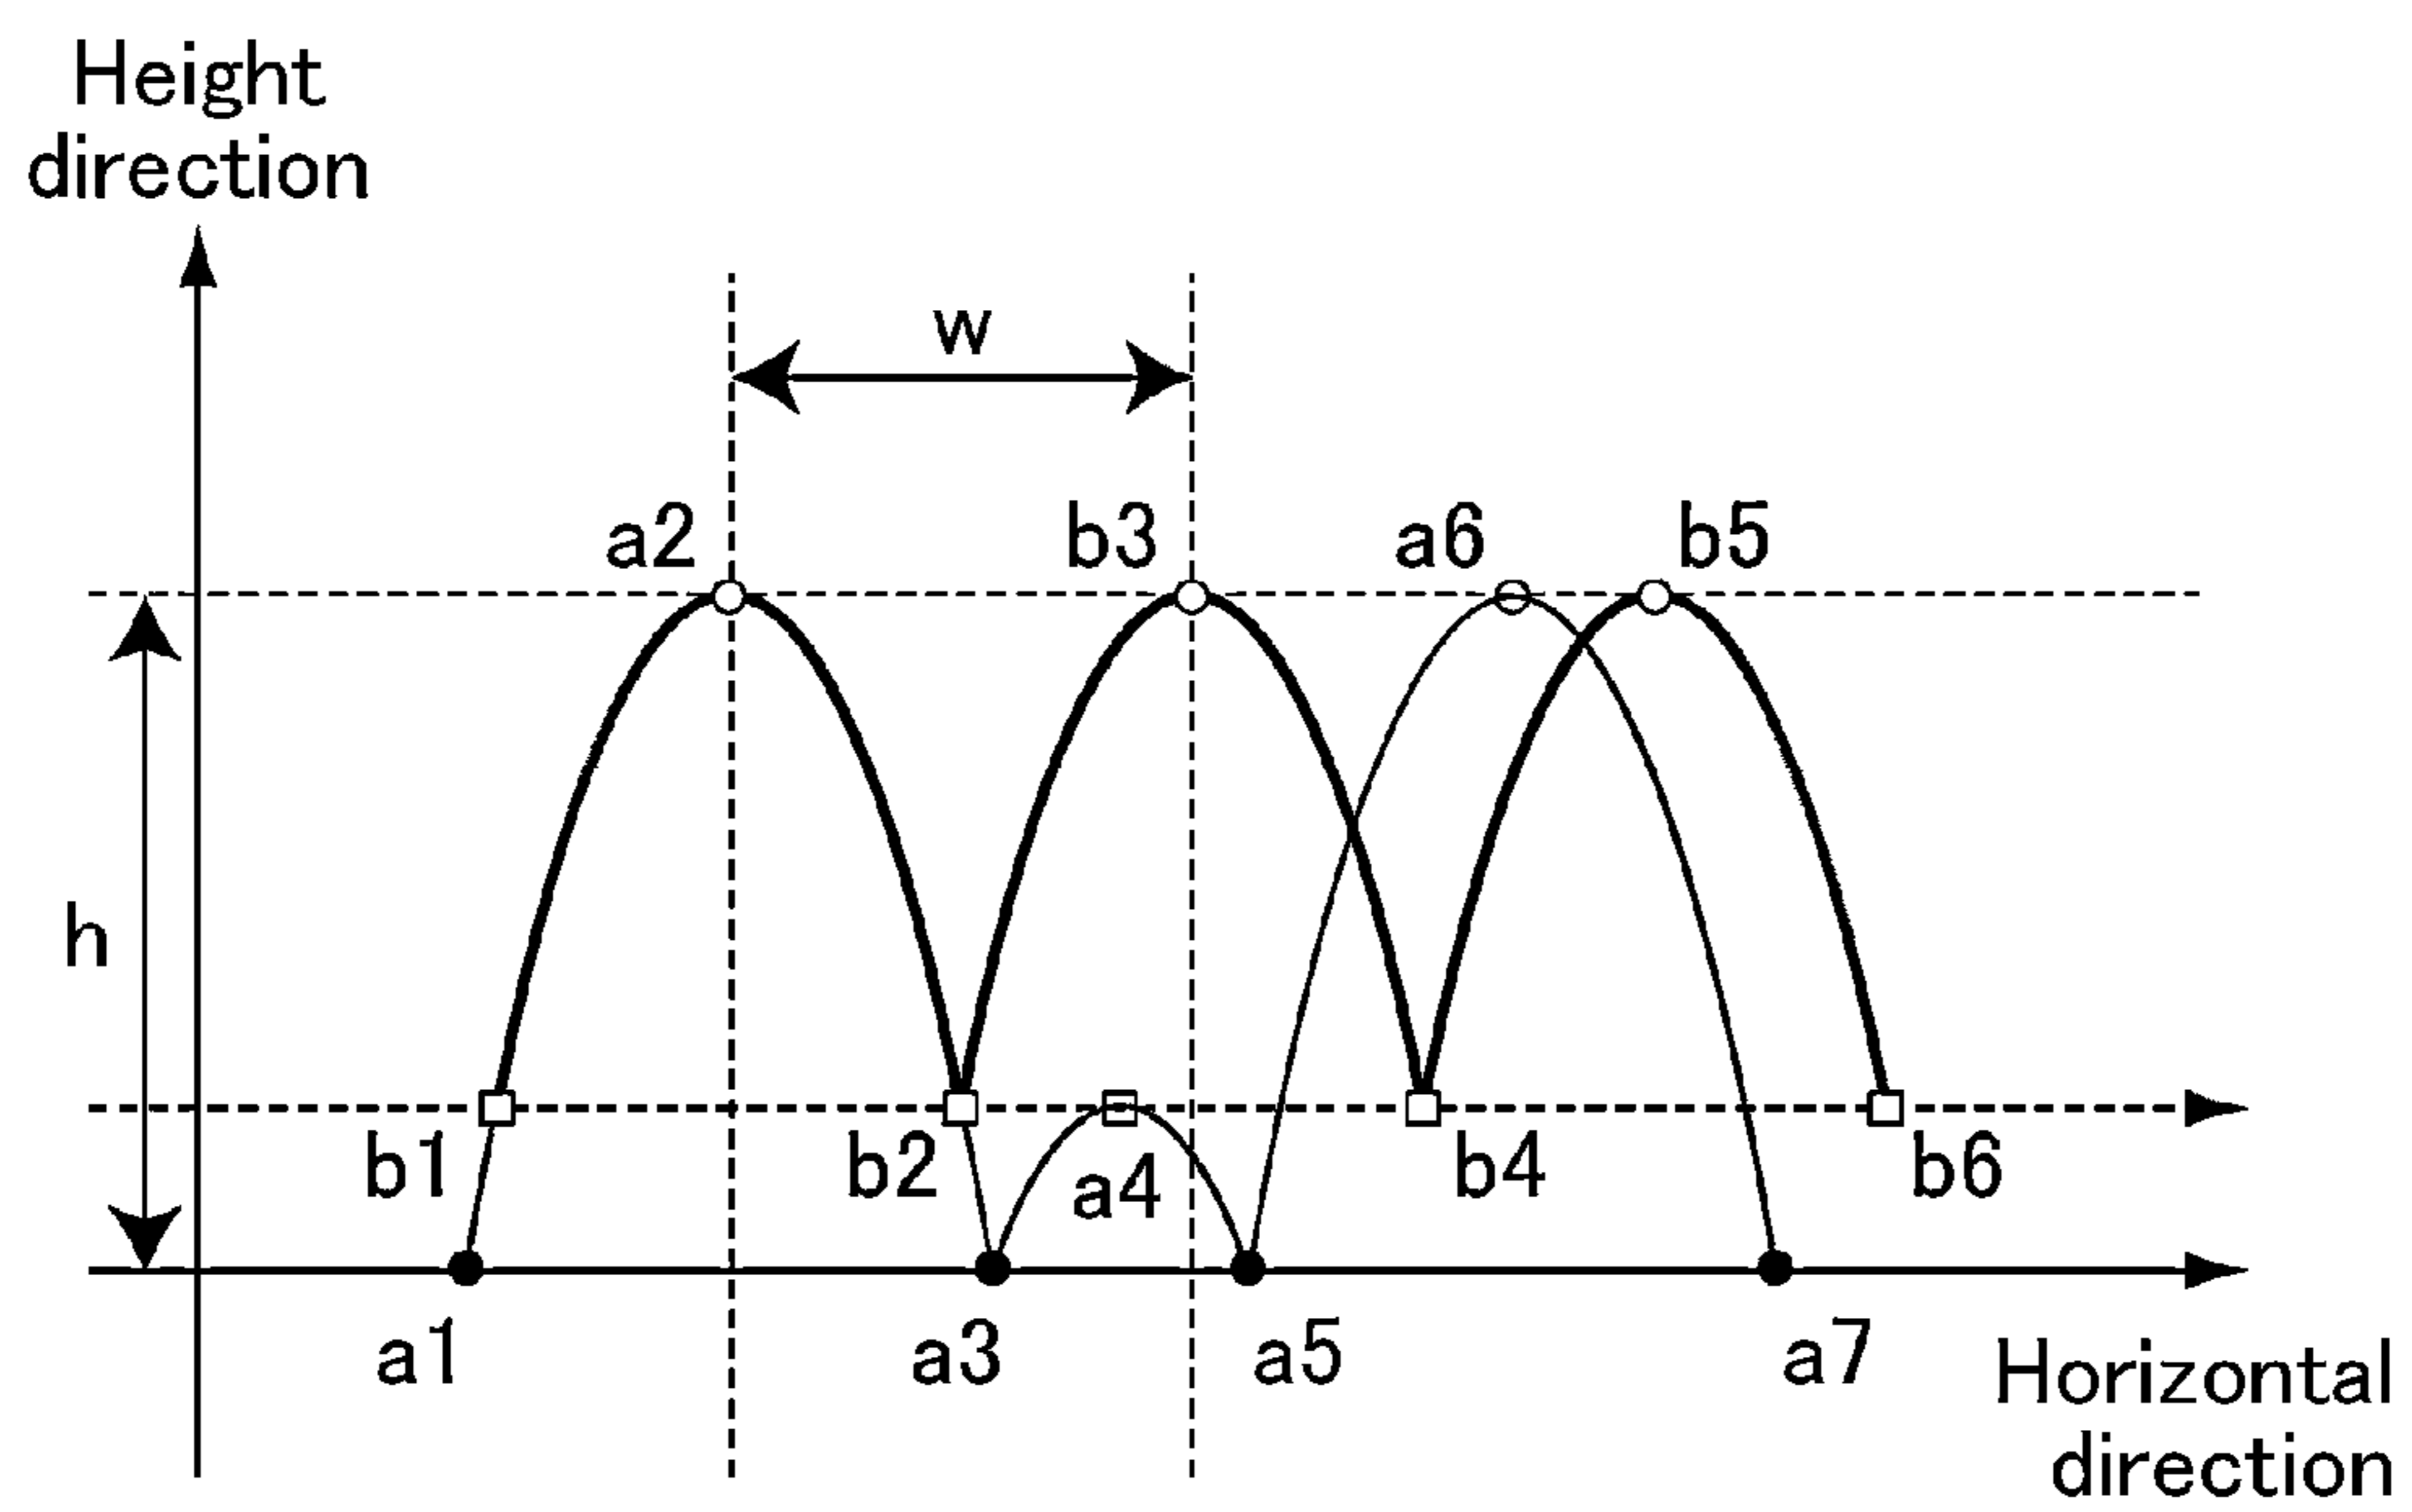 Height
direction
w
a2
b3
a6
b5
h
b1
b2
a4
b4
b6
a1
a3
a5
a7
Horizontal
direction